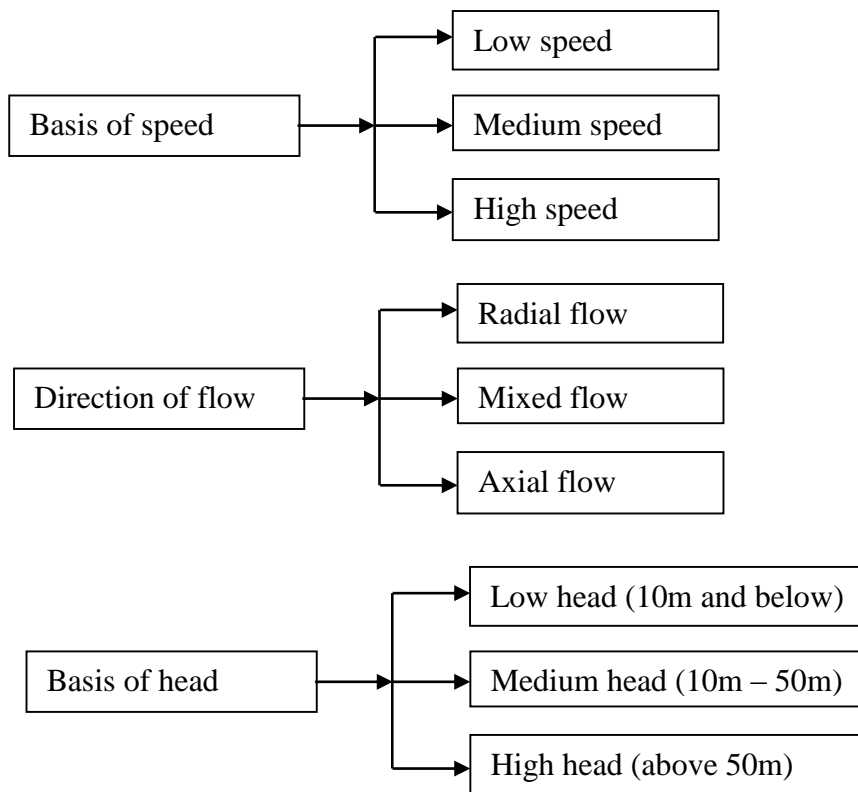 Basis of speed
Low speed
Medium speed
High speed
Direction of flow
Radial flow
Mixed flow
Axial flow
Basis of head
Low head (10m and below)
Medium head (10m – 50m)
High head (above 50m)